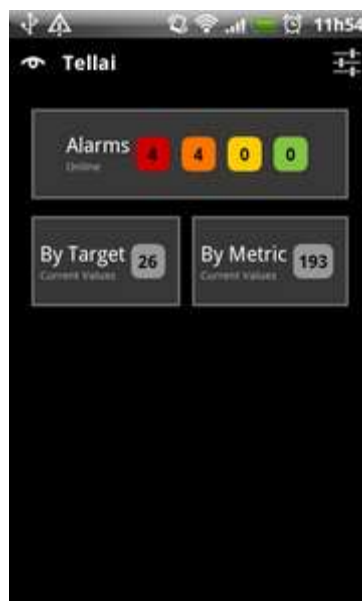 11h54
Tellai
Alarms 4 4 0 0
Online
By Target 26
Current Values
By Metric 193
Current Values